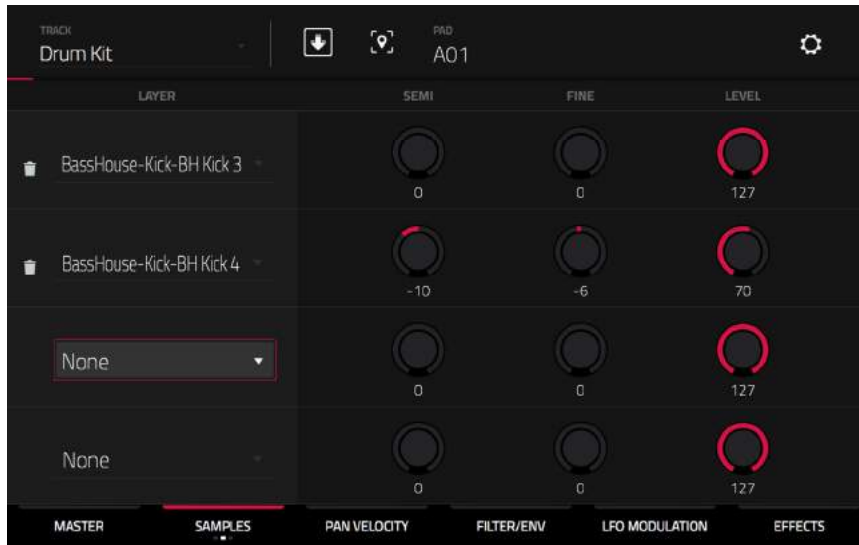 TRACK
Drum Kit
PAD
A01
LAYER SEMI FINE LEVEL
BassHouse-Kick-BH Kick 3
0 0 127
BassHouse-Kick-BH Kick 4
-10 -6 70
None
0 0 127
None
0 0 127
MASTER SAMPLES PAN VELOCITY FILTER/ENV LFO MODULATION EFFECTS